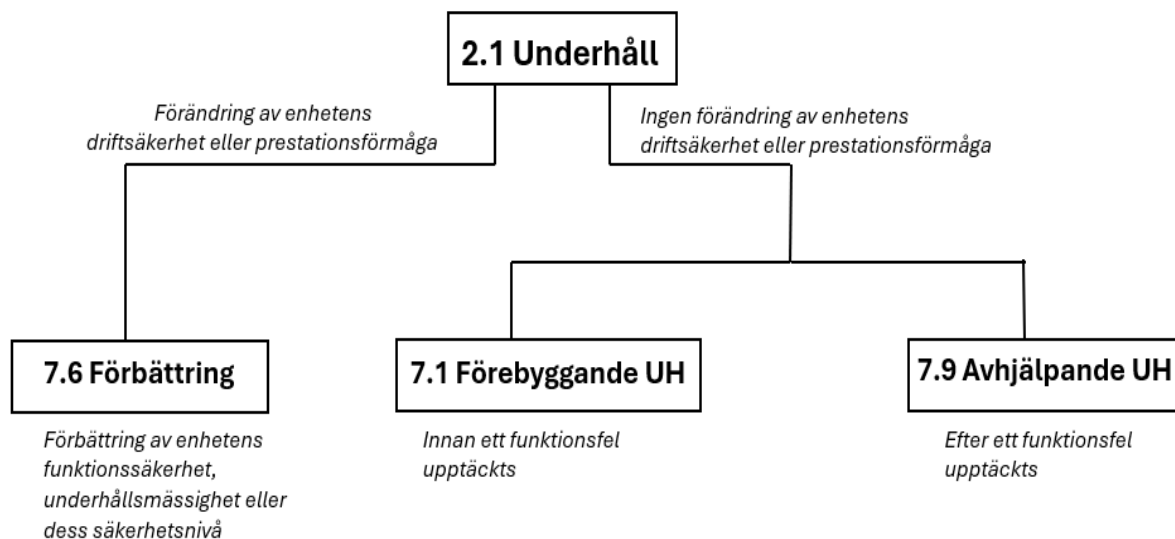 2.1 Underhåll
Förändring av enhetens
driftsäkerhet eller prestationsförmåga
Ingen förändring av enhetens
driftsäkerhet eller prestationsförmåga
7.6 Förbättring
7.1 Förebyggande UH
7.9 Avhjälpande UH
Förbättring av enhetens
funktionssäkerhet,
underhållsmässighet eller
dess säkerhetsnivå
Innan ett funktionsfel
upptäckts
Efter ett funktionsfel
upptäckts